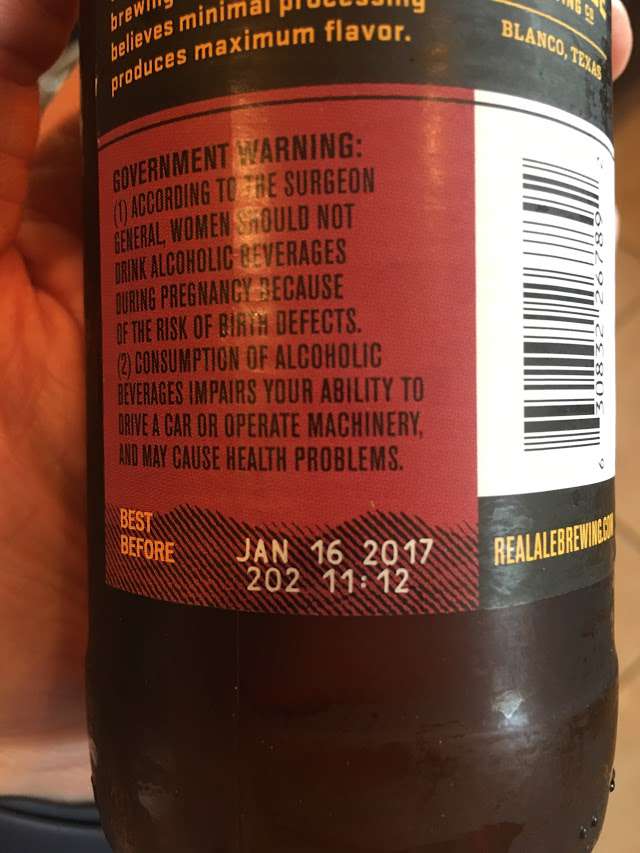 brewing
believes minimal processing
produces maximum flavor.
NG CO
BLANCO, TEXAS
GOVERNMENT WARNING:
(1) ACCORDING TO THE SURGEON
GENERAL, WOMEN SHOULD NOT
DRINK ALCOHOLIC BEVERAGES
DURING PREGNANCY BECAUSE
OF THE RISK OF BIRTH DEFECTS.
(2) CONSUMPTION OF ALCOHOLIC
BEVERAGES IMPAIRS YOUR ABILITY TO
DRIVE A CAR OR OPERATE MACHINERY,
AND MAY CAUSE HEALTH PROBLEMS.
BEST
BEFORE
JAN 16 2017
202 11:12
REALALEBREWING.COM